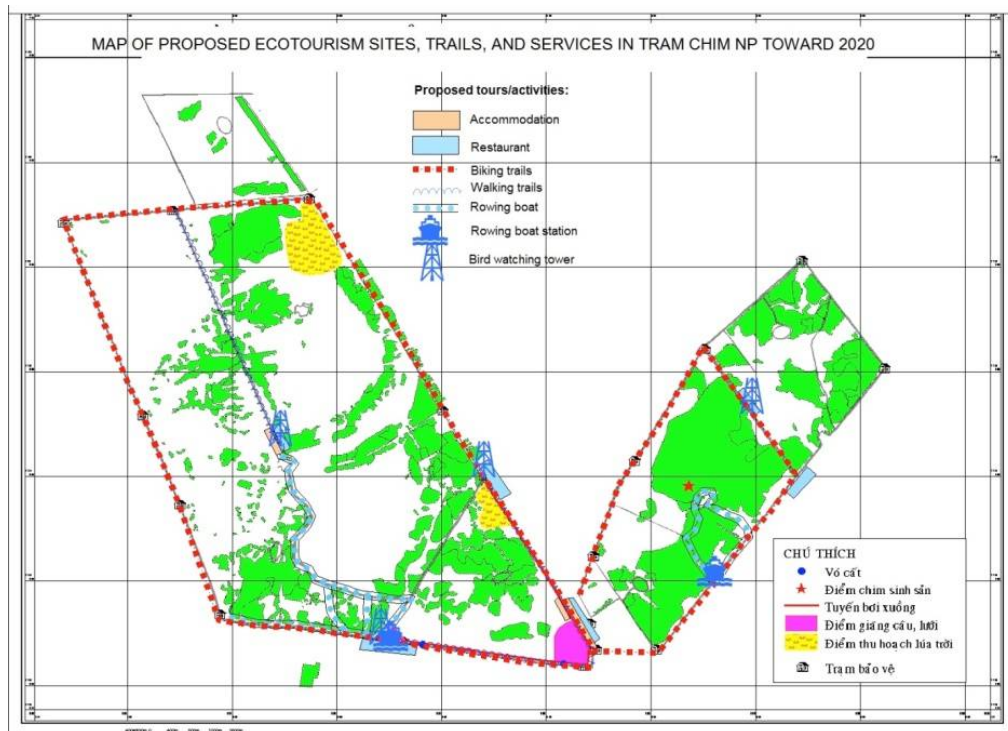 MAP OF PROPOSED ECOTOURISM SITES, TRAILS, AND SERVICES IN TRAM CHIM NP TOWARD 2020
Proposed tours/activities:
Accommodation
Restaurant
Biking trails
Walking trails
Rowing boat
Rowing boat station
Bird watching tower
CHÚ THÍCH
Vó cất
Điểm chim sinh sản
Tuyến bơi xuồng
Điểm giăng câu, lưới
Điểm thu hoạch lúa trời
Trạm bảo vệ